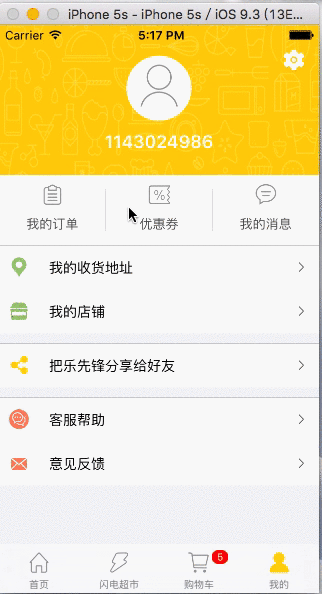 iPhone 5s - iPhone 5s / iOS 9.3 (13E...
Carrier 5:17 PM
1143024986
我的订单 优惠券 我的消息
我的收货地址
我的店铺
把乐先锋分享给好友
客服帮助
意见反馈
5
首页 闪电超市 购物车 我的